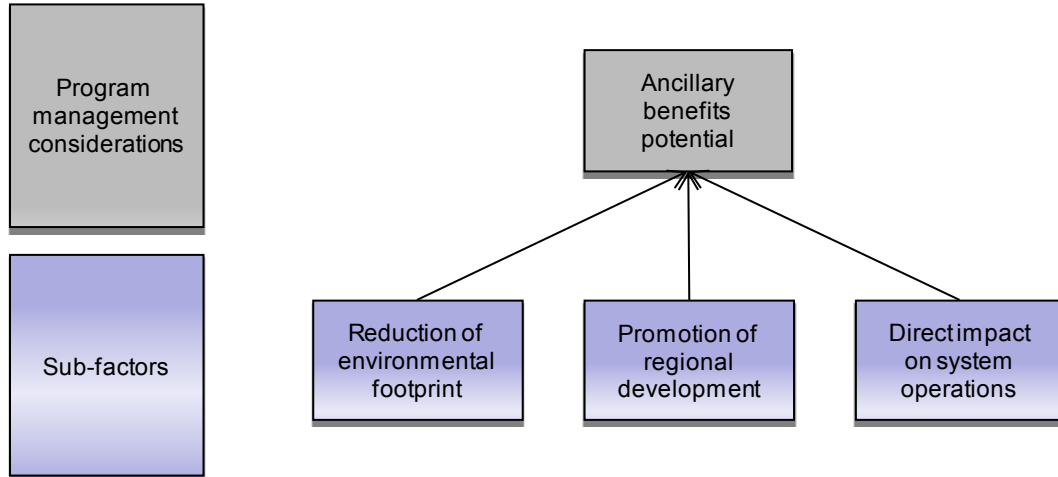 Program
management
considerations
Ancillary
benefits
potential
Sub-factors
Reduction of
environmental
footprint
Promotion of
regional
development
Direct impact
on system
operations